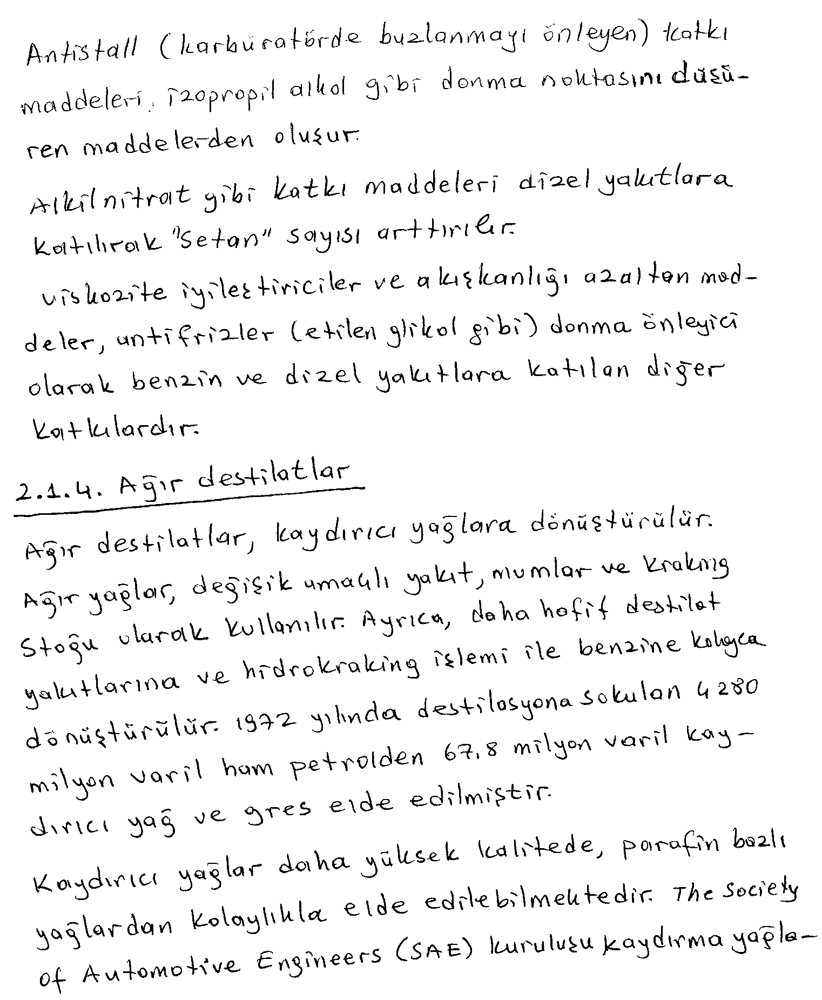 Antistall (karbüratörde buzlanmayı önleyen) katkı
maddeleri, izopropil alkol gibi donma noktasını düşü-
ren maddelerden oluşur.
Alkilnitrat gibi katkı maddeleri dizel yakıtlara
katılırak "Setan" sayısı arttırılır.
viskozite iyileştiriciler ve akışkanlığı azaltan mad-
deler, antifrizler (etilen glikol gibi) donma önleyici
olarak benzin ve dizel yakıtlara katılan diğer
katkılardır.
2.1.4. Ağır destilatlar
Ağır destilatlar, kaydırıcı yağlara dönüştürülür.
Ağır yağlar, değişik amaçlı yakıt, mumlar ve kraking
Stoğu olarak kullanılır. Ayrıca, daha hafif destilat
yakıtlarına ve hidrokraking işlemi ile benzine kolayca
dönüştürülür. 1972 yılında destilasyona sokulan 4280
milyon varil ham petrolden 67,8 milyon varil kay-
dırıcı yağ ve gres elde edilmiştir.
Kaydırıcı yağlar daha yüksek kalitede, parafin bazlı
yağlardan kolaylıkla elde edilebilmektedir. The Society
of Automotive Engineers (SAE) kuruluşu kaydırma yağla-